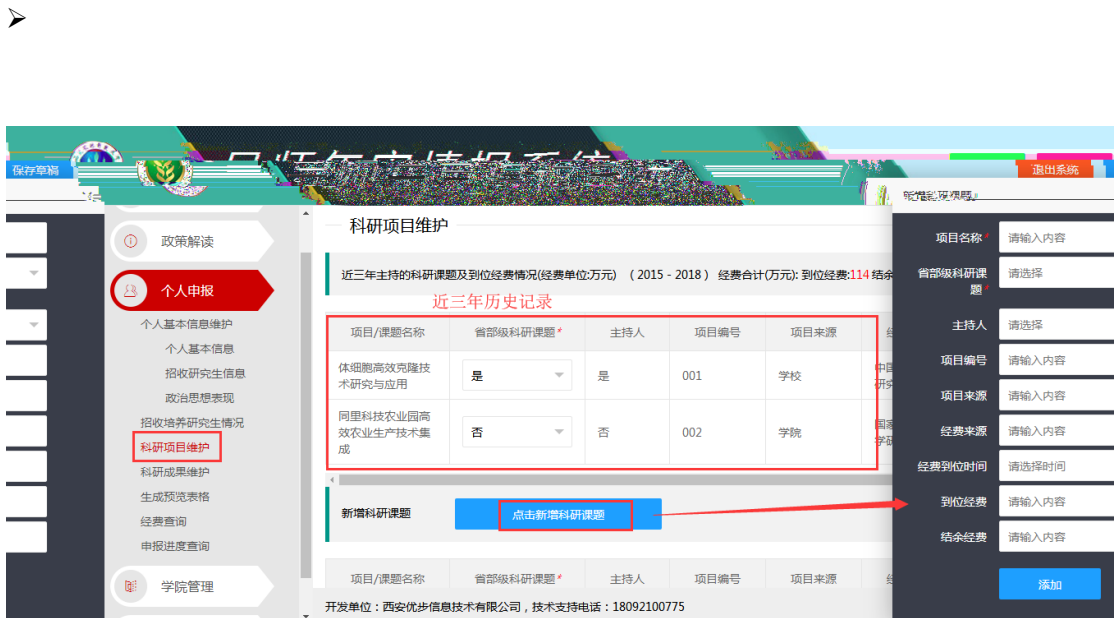 ➢
保存草稿
退出系统
政策解读
个人申报
个人基本信息维护
个人基本信息
招收研究生信息
政治思想表现
招收培养研究生情况
科研项目维护
科研成果维护
生成预览表格
经费查询
申报进度查询
学院管理
科研项目维护
近三年主持的科研课题及到位经费情况(经费单位:万元) ( 2015 - 2018 ) 经费合计(万元): 到位经费:114 结余
近三年历史记录
项目/课题名称 省部级科研课题* 主持人 项目编号 项目来源
体细胞高效克隆技
术研究与应用
是 是 001 学校
同里科技农业园高
效农业生产技术集
成
否 否 002 学院
新增科研课题 点击新增科研课题
项目/课题名称 省部级科研课题* 主持人 项目编号 项目来源
开发单位：西安优步信息技术有限公司，技术支持电话：18092100775
新增科研课题
项目名称* 请输入内容
省部级科研课
题* 请选择
主持人 请选择
项目编号 请输入内容
项目来源 请输入内容
经费来源 请输入内容
经费到位时间 请选择时间
到位经费 请输入内容
结余经费 请输入内容
添加